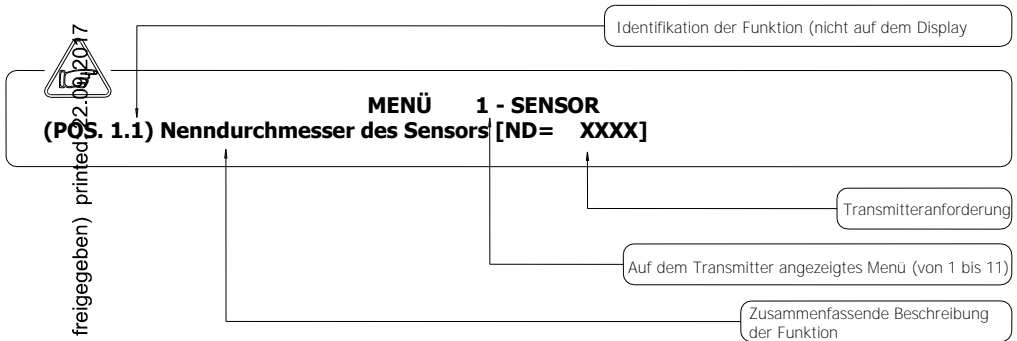 Identifikation der Funktion (nicht auf dem Display
MENÜ 1 - SENSOR
(POS. 1.1) Nenndurchmesser des Sensors [ND= XXXX]
Transmitteranforderung
Auf dem Transmitter angezeigtes Menü (von 1 bis 11)
Zusammenfassende Beschreibung
der Funktion
freigegeben) printed 22.09.2017